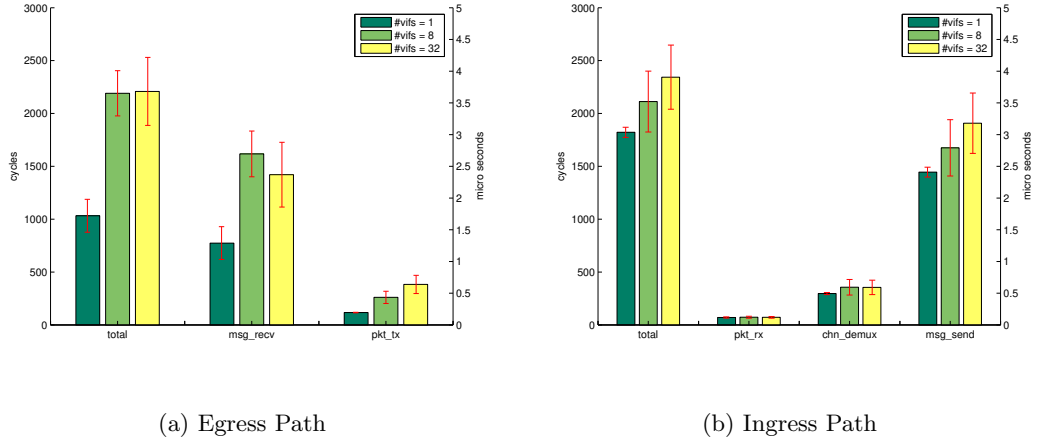 3000
2500
2000
1500
1000
500
0
cycles
5
4.5
4
3.5
3
2.5
2
1.5
1
0.5
0
micro seconds
#vifs = 1
#vifs = 8
#vifs = 32
total msg_recv pkt_tx
(a) Egress Path
3000
2500
2000
1500
1000
500
0
cycles
5
4.5
4
3.5
3
2.5
2
1.5
1
0.5
0
micro seconds
#vifs = 1
#vifs = 8
#vifs = 32
total pkt_rx chn_demux msg_send
(b) Ingress Path